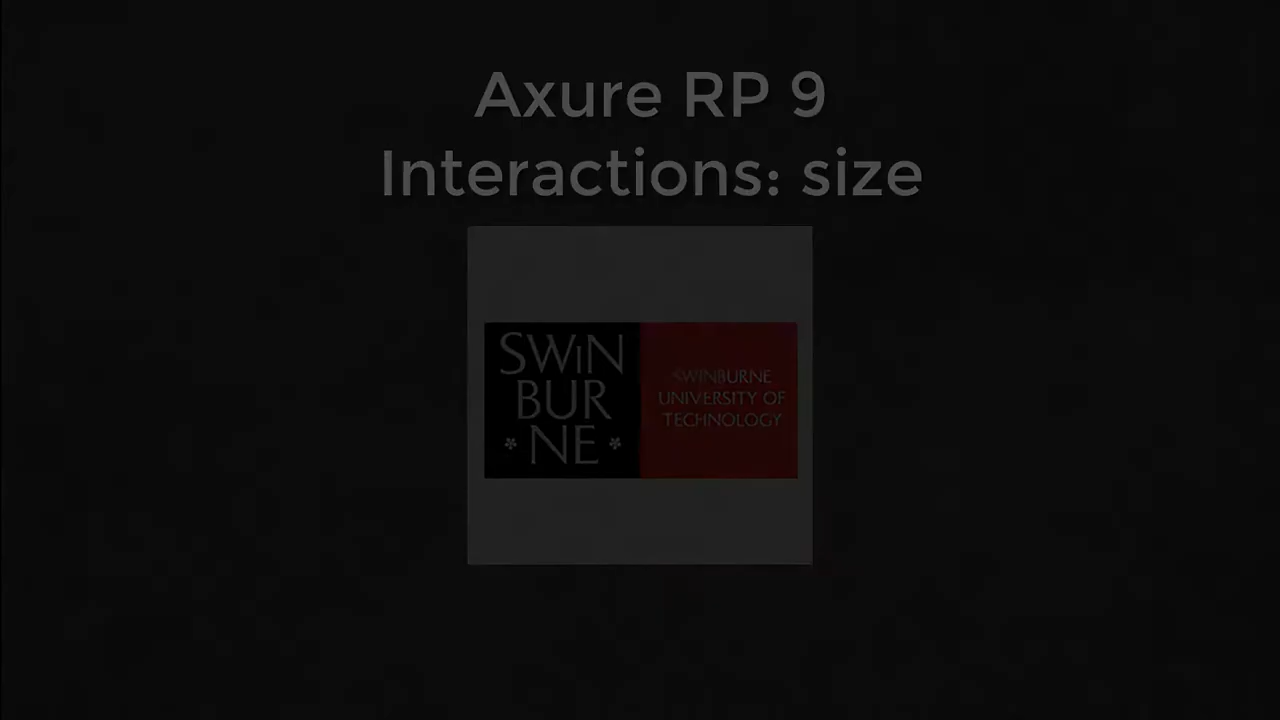 Axure RP 9
Interactions: size
SWiN
BUR
* NE *
SWINBURNE
UNIVERSITY OF
TECHNOLOGY